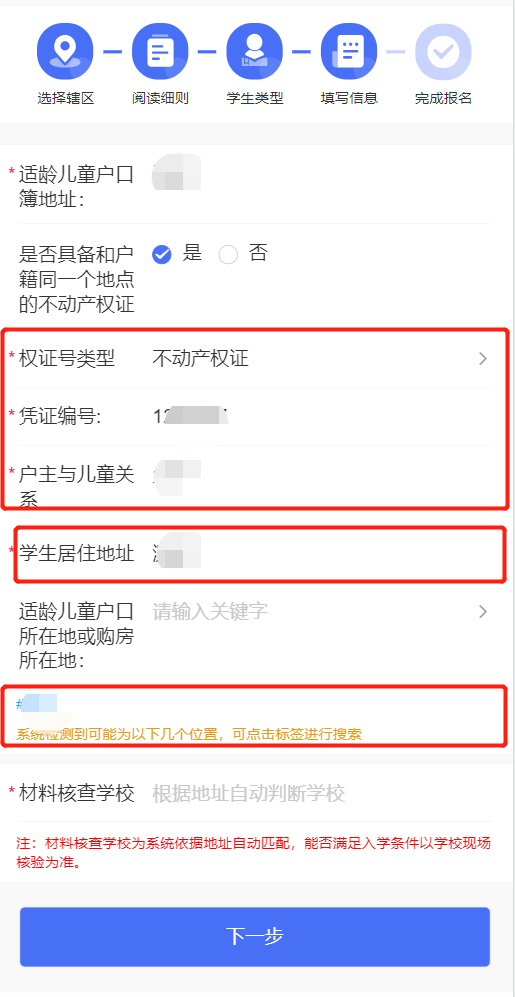 选择辖区 阅读细则 学生类型 填写信息 完成报名
*适龄儿童户口
簿地址：
是否具备和户 是 否
籍同一个地点
的不动产权证
*权证号类型 不动产权证
*凭证编号:
*户主与儿童关
系
*学生居住地址
适龄儿童户口 请输入关键字
所在地或购房
所在地：
#
系统检测到可能为以下几个位置，可点击标签进行搜索
*材料核查学校 根据地址自动判断学校
注：材料核查学校为系统依据地址自动匹配，能否满足入学条件以学校现场
核验为准。
下一步